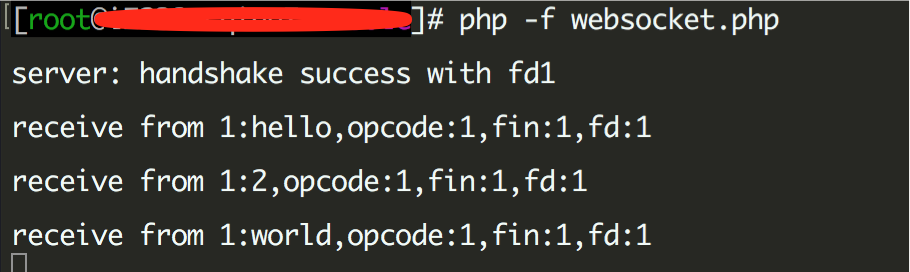 [root@]# php -f websocket.php
server: handshake success with fd1
receive from 1:hello,opcode:1,fin:1,fd:1
receive from 1:2,opcode:1,fin:1,fd:1
receive from 1:world,opcode:1,fin:1,fd:1